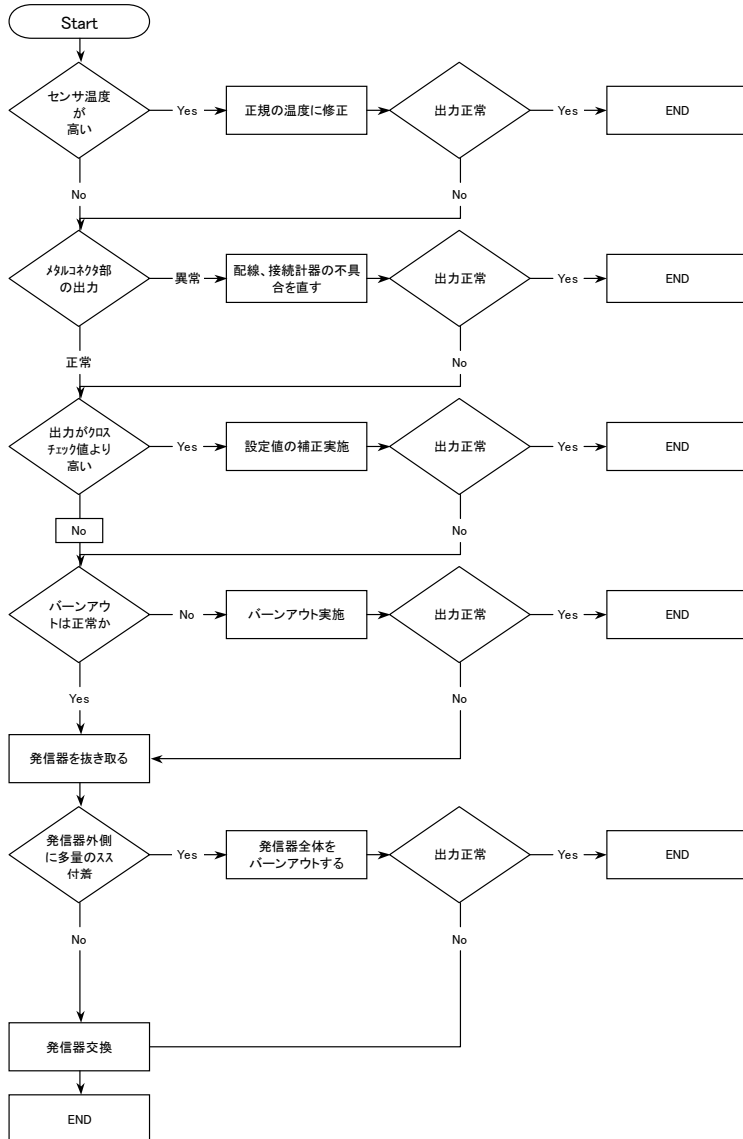 Start
センサ温度
が
高い
Yes
正規の温度に修正
出力正常
Yes
END
No
No
ﾒﾀﾙｺﾈｸﾀ部
の出力
異常
配線、接続計器の不具
合を直す
出力正常
Yes
END
正常
No
出力がｸﾛｽ
ﾁｪｯｸ値より
高い
Yes
設定値の補正実施
出力正常
Yes
END
No
No
バーンアウ
トは正常か
No
バーンアウト実施
出力正常
Yes
END
Yes
No
発信器を抜き取る
発信器外側
に多量のｽｽ
付着
Yes
発信器全体を
バーンアウトする
出力正常
Yes
END
No
No
発信器交換
END